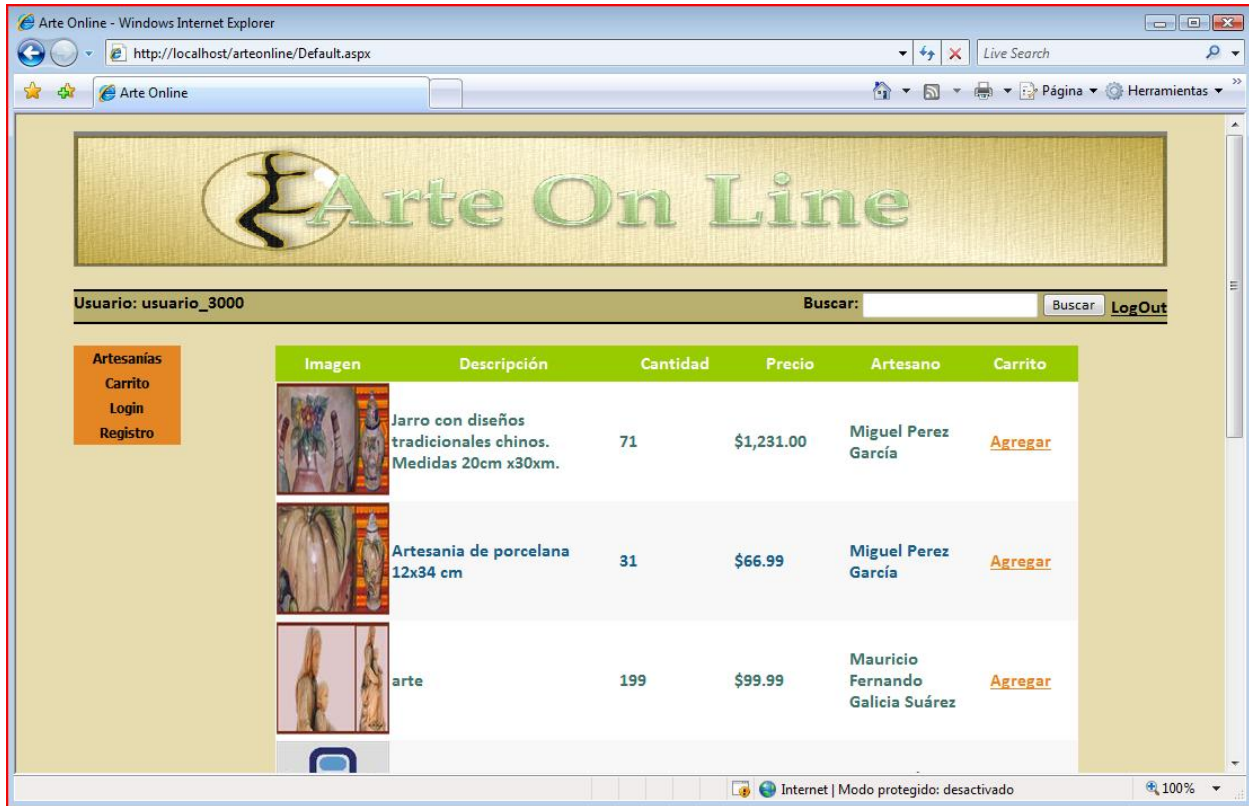 Arte Online - Windows Internet Explorer
http://localhost/arteonline/Default.aspx
Live Search
Arte Online
Página
Herramientas
Arte On Line
Usuario: usuario_3000
Buscar:
Buscar
LogOut
Artesanías
Carrito
Login
Registro
Imagen Descripción Cantidad Precio Artesano Carrito
Jarro con diseños
tradicionales chinos.
Medidas 20cm x30xm.
71
$1,231.00
Miguel Perez
García
Agregar
Artesania de porcelana
12x34 cm
31
$66.99
Miguel Perez
García
Agregar
arte
199
$99.99
Mauricio
Fernando
Galicia Suárez
Agregar
Internet | Modo protegido: desactivado
100%